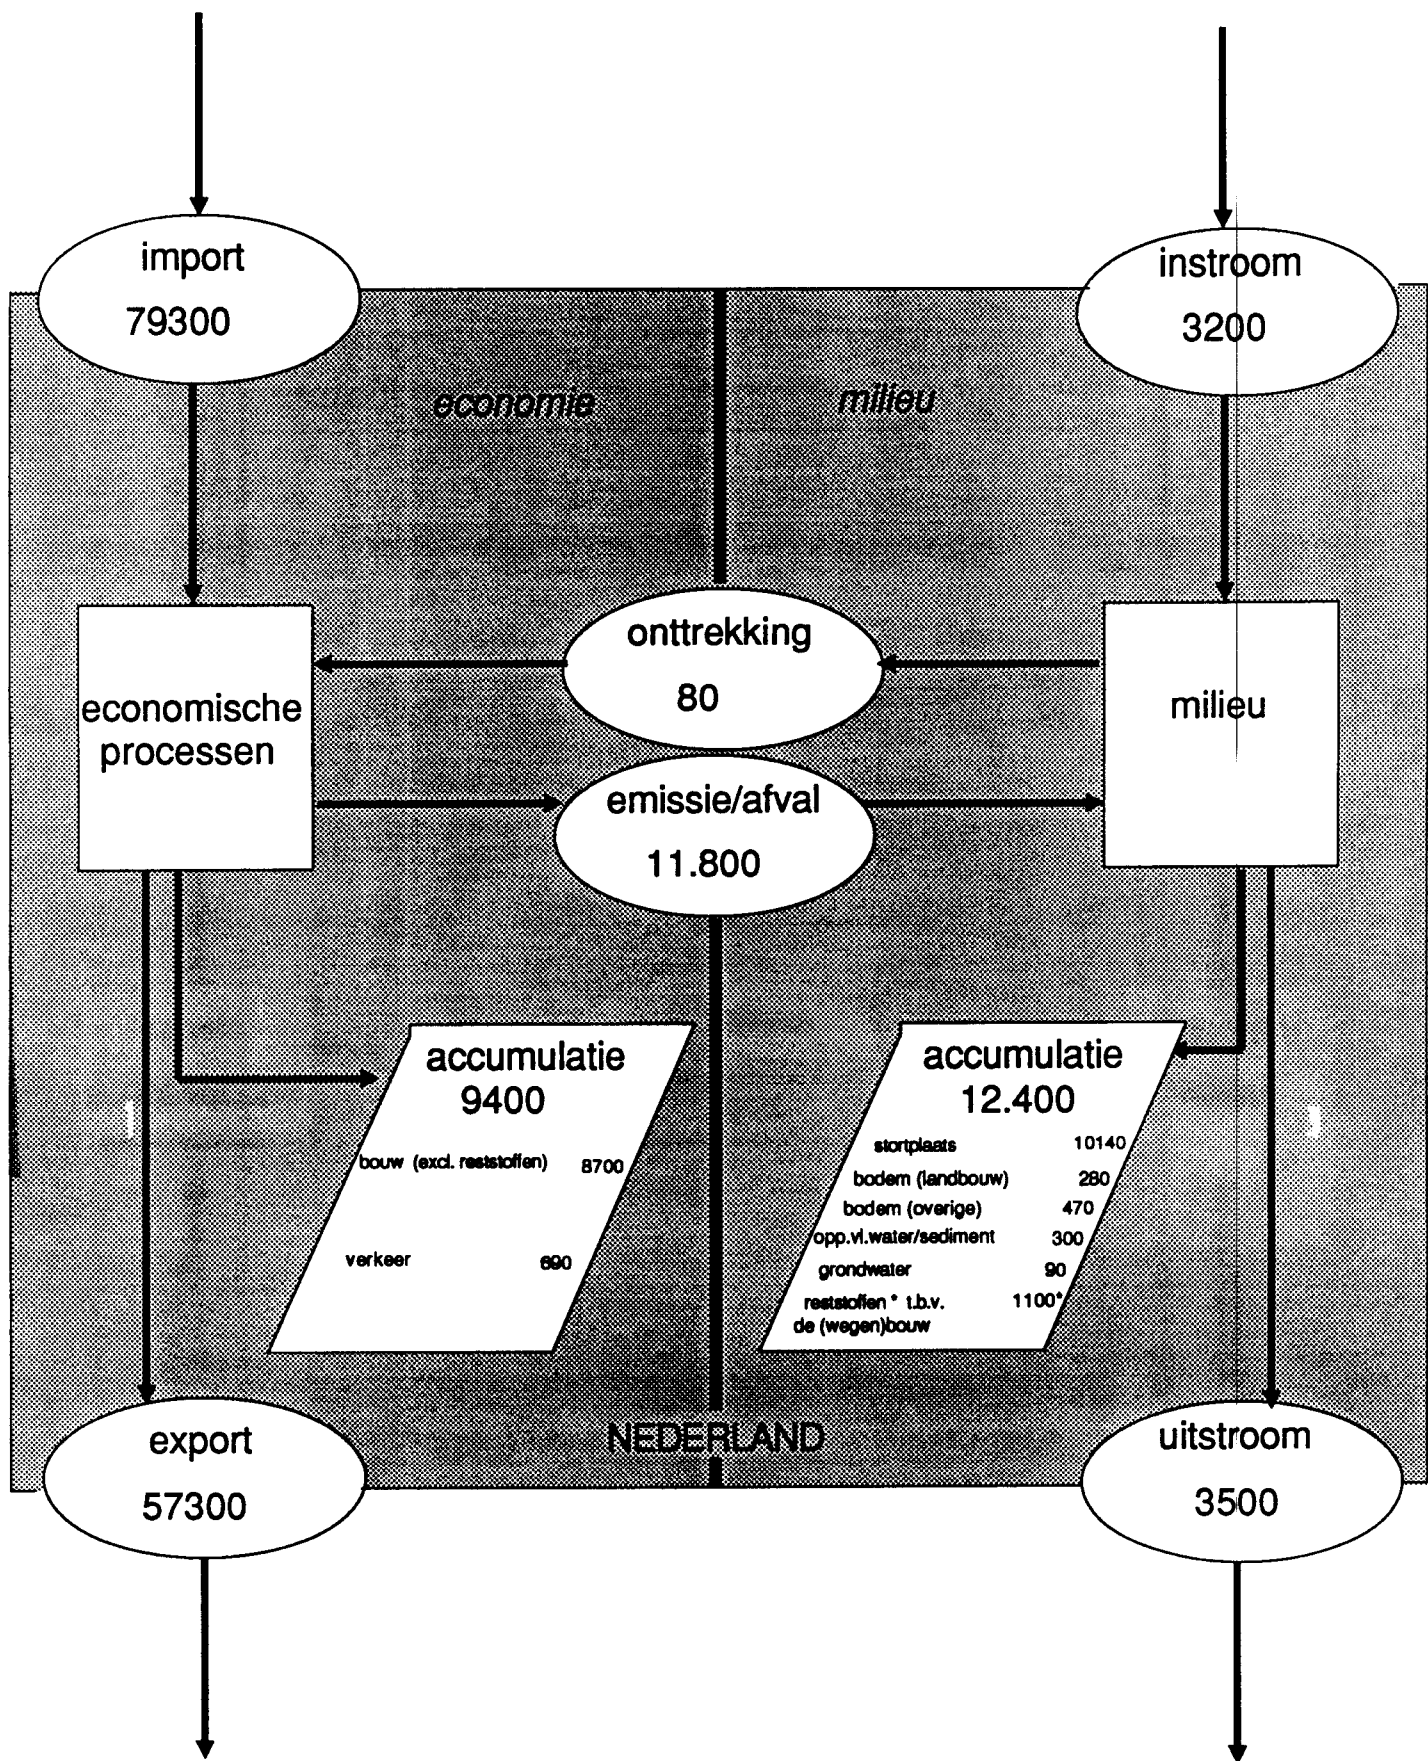 import
79300
instroom
3200
economie
milieu
onttrekking
80
economische
processen
milieu
emissie/afval
11.800
accumulatie
9400
bouw (excl. reststoffen) 8700
verkeer 690
accumulatie
12.400
stortplaats 10140
bodem (landbouw) 280
bodem (overige) 470
opp.vl.water/sediment 300
grondwater 90
reststoffen * t.b.v. 1100*
de (wegen)bouw
NEDERLAND
export
57300
uitstroom
3500